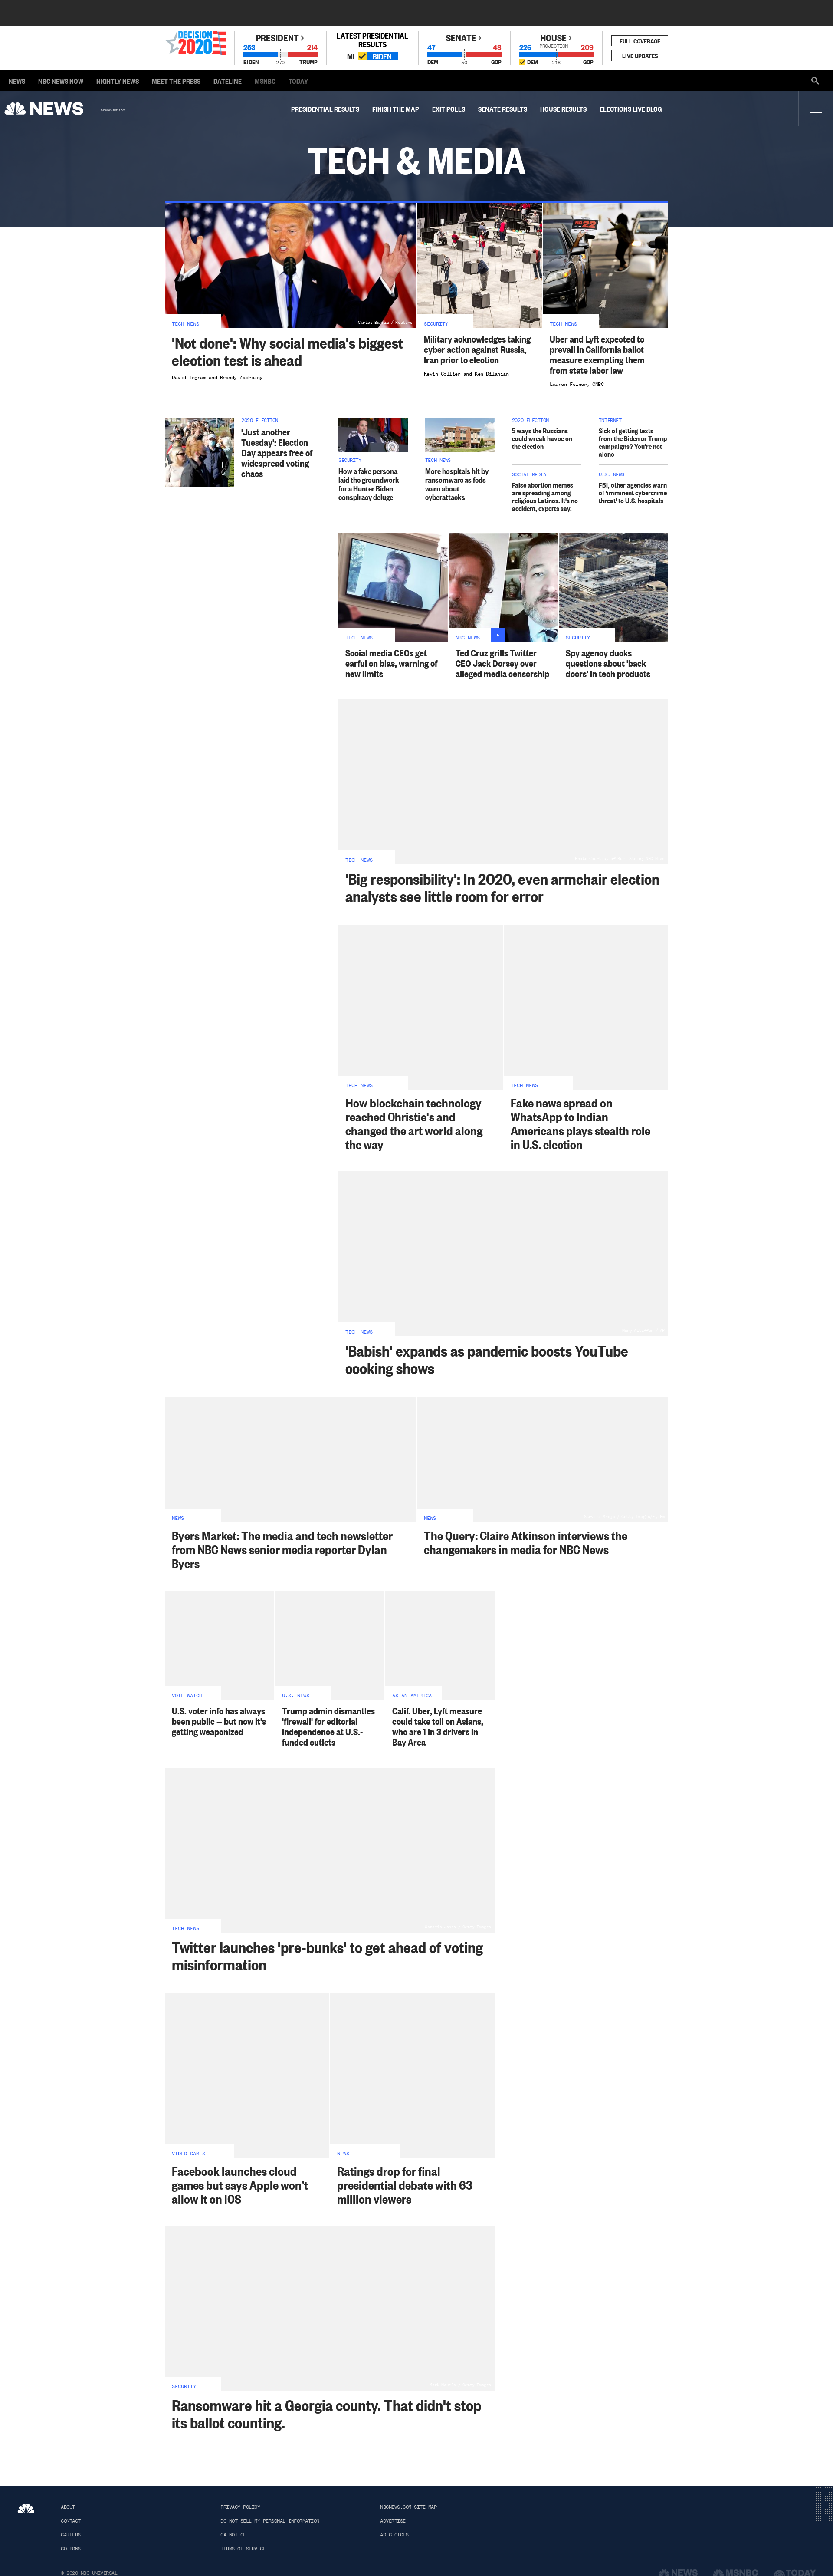 DECISION
2020
PRESIDENT
253 214
BIDEN 270 TRUMP
LATEST PRESIDENTIAL
RESULTS
MI BIDEN
SENATE
47 48
DEM 50 GOP
HOUSE
PROJECTION
226 209
DEM 218 GOP
FULL COVERAGE
LIVE UPDATES
NEWS NBC NEWS NOW NIGHTLY NEWS MEET THE PRESS DATELINE MSNBC TODAY
NEWS
SPONSORED BY
PRESIDENTIAL RESULTS FINISH THE MAP EXIT POLLS SENATE RESULTS HOUSE RESULTS ELECTIONS LIVE BLOG
TECH & MEDIA
Carlos Barria / Reuters
TECH NEWS
'Not done': Why social media's biggest
election test is ahead
David Ingram and Brandy Zadrozny
SECURITY
Military acknowledges taking
cyber action against Russia,
Iran prior to election
Kevin Collier and Ken Dilanian
TECH NEWS
Uber and Lyft expected to
prevail in California ballot
measure exempting them
from state labor law
Lauren Feiner, CNBC
2020 ELECTION
'Just another
Tuesday': Election
Day appears free of
widespread voting
chaos
SECURITY
How a fake persona
laid the groundwork
for a Hunter Biden
conspiracy deluge
TECH NEWS
More hospitals hit by
ransomware as feds
warn about
cyberattacks
2020 ELECTION
5 ways the Russians
could wreak havoc on
the election
SOCIAL MEDIA
False abortion memes
are spreading among
religious Latinos. It's no
accident, experts say.
INTERNET
Sick of getting texts
from the Biden or Trump
campaigns? You're not
alone
U.S. NEWS
FBI, other agencies warn
of 'imminent cybercrime
threat' to U.S. hospitals
TECH NEWS
Social media CEOs get
earful on bias, warning of
new limits
NBC NEWS
Ted Cruz grills Twitter
CEO Jack Dorsey over
alleged media censorship
SECURITY
Spy agency ducks
questions about 'back
doors' in tech products
TECH NEWS
'Big responsibility': In 2020, even armchair election
analysts see little room for error
TECH NEWS
How blockchain technology
reached Christie's and
changed the art world along
the way
TECH NEWS
Fake news spread on
WhatsApp to Indian
Americans plays stealth role
in U.S. election
TECH NEWS
'Babish' expands as pandemic boosts YouTube
cooking shows
NEWS
Byers Market: The media and tech newsletter
from NBC News senior media reporter Dylan
Byers
NEWS
The Query: Claire Atkinson interviews the
changemakers in media for NBC News
VOTE WATCH
U.S. voter info has always
been public — but now it's
getting weaponized
U.S. NEWS
Trump admin dismantles
'firewall' for editorial
independence at U.S.-
funded outlets
ASIAN AMERICA
Calif. Uber, Lyft measure
could take toll on Asians,
who are 1 in 3 drivers in
Bay Area
TECH NEWS
Twitter launches 'pre-bunks' to get ahead of voting
misinformation
VIDEO GAMES
Facebook launches cloud
games but says Apple won't
allow it on iOS
NEWS
Ratings drop for final
presidential debate with 63
million viewers
SECURITY
Ransomware hit a Georgia county. That didn't stop
its ballot counting.
ABOUT
CONTACT
CAREERS
COUPONS
PRIVACY POLICY
DO NOT SELL MY PERSONAL INFORMATION
CA NOTICE
TERMS OF SERVICE
NBCNEWS.COM SITE MAP
ADVERTISE
AD CHOICES
© 2020 NBC UNIVERSAL
NEWS MSNBC TODAY